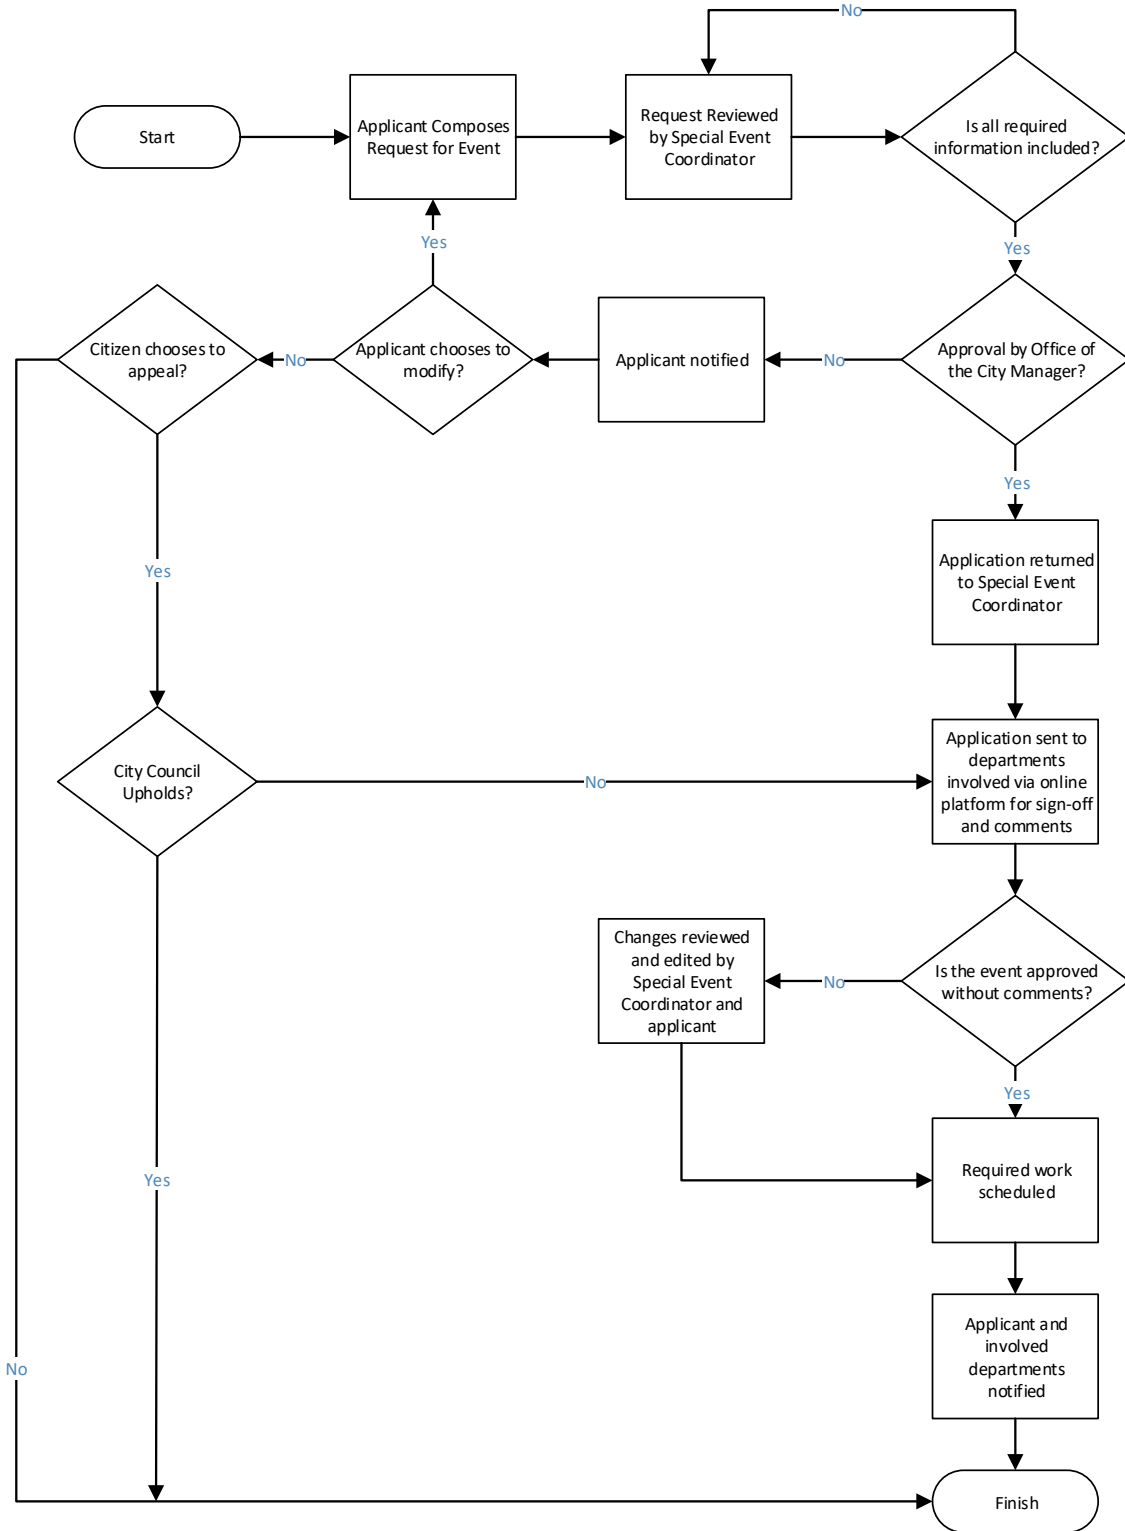 No
Start
Applicant Composes
Request for Event
Request Reviewed
by Special Event
Coordinator
Is all required
information included?
Yes
Yes
Citizen chooses to
appeal?
No
Applicant chooses to
modify?
Applicant notified
No
Approval by Office of
the City Manager?
Yes
Application returned
to Special Event
Coordinator
Yes
City Council
Upholds?
No
Application sent to
departments
involved via online
platform for sign-off
and comments
Changes reviewed
and edited by
Special Event
Coordinator and
applicant
No
Is the event approved
without comments?
Yes
Yes
Required work
scheduled
No
Applicant and
involved
departments
notified
Finish